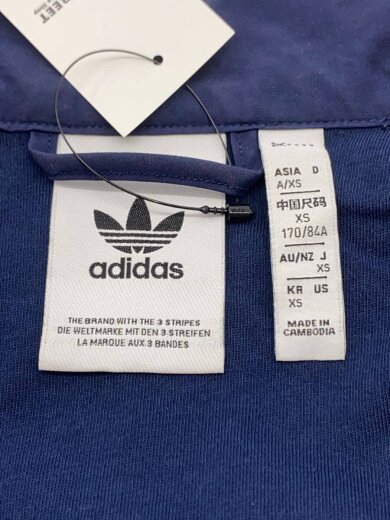 REET
adidas
THE BRAND WITH THE 3 STRIPES
DIE WELTMARKE MIT DEN 3 STREIFEN
LA MARQUE AUX 3 BANDES
ASIA D
A/XS
中国尺码
XS
170/84A
AU/NZ J
XS
KR US
XS
MADE IN
CAMBODIA